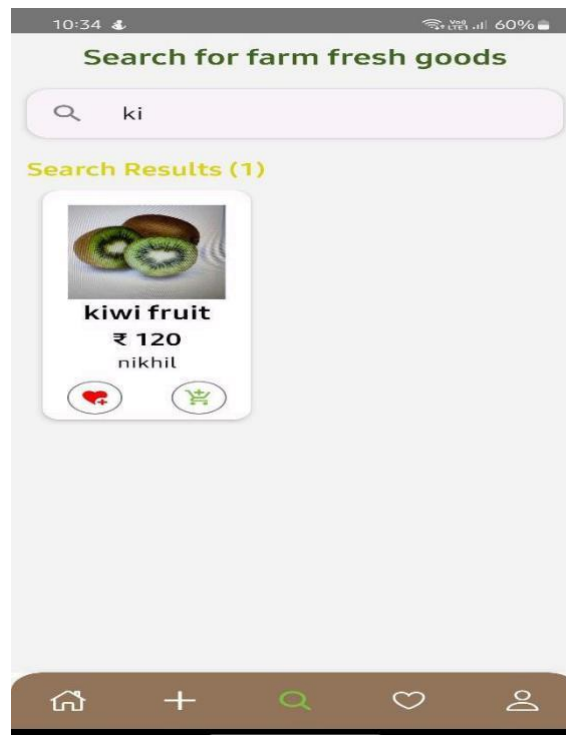 10:34
60%
Search for farm fresh goods
ki
Search Results (1)
kiwi fruit
₹ 120
nikhil